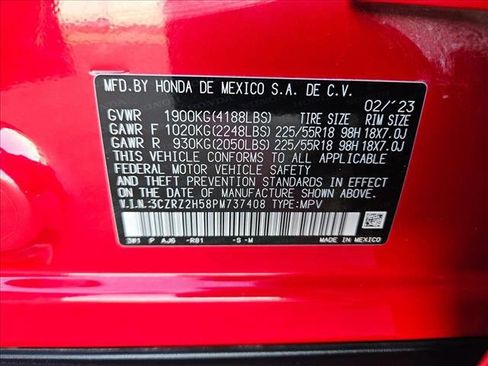 MFD.BY HONDA DE MEXICO S.A. DE C.V.
02/'23
GVWR 1900KG(4188LBS) TIRE SIZE RIM SIZE
GAWR F 1020KG(2248LBS) 225/55R18 98H 18X7.0J
GAWR R 930KG(2050LBS) 225/55R18 98H 18X7.0J
THIS VEHICLE CONFORMS TO ALL APPLICABLE
FEDERAL MOTOR VEHICLE SAFETY
AND THEFT PREVENTION STANDARDS IN EFFECT
ON THE DATE OF MANUFACTURE SHOWN ABOVE.
V.I.N.:3CZRZ2H58PM737408 TYPE:MPV
3W1 P AJ6 -R81 -S-M MADE IN MEXICO